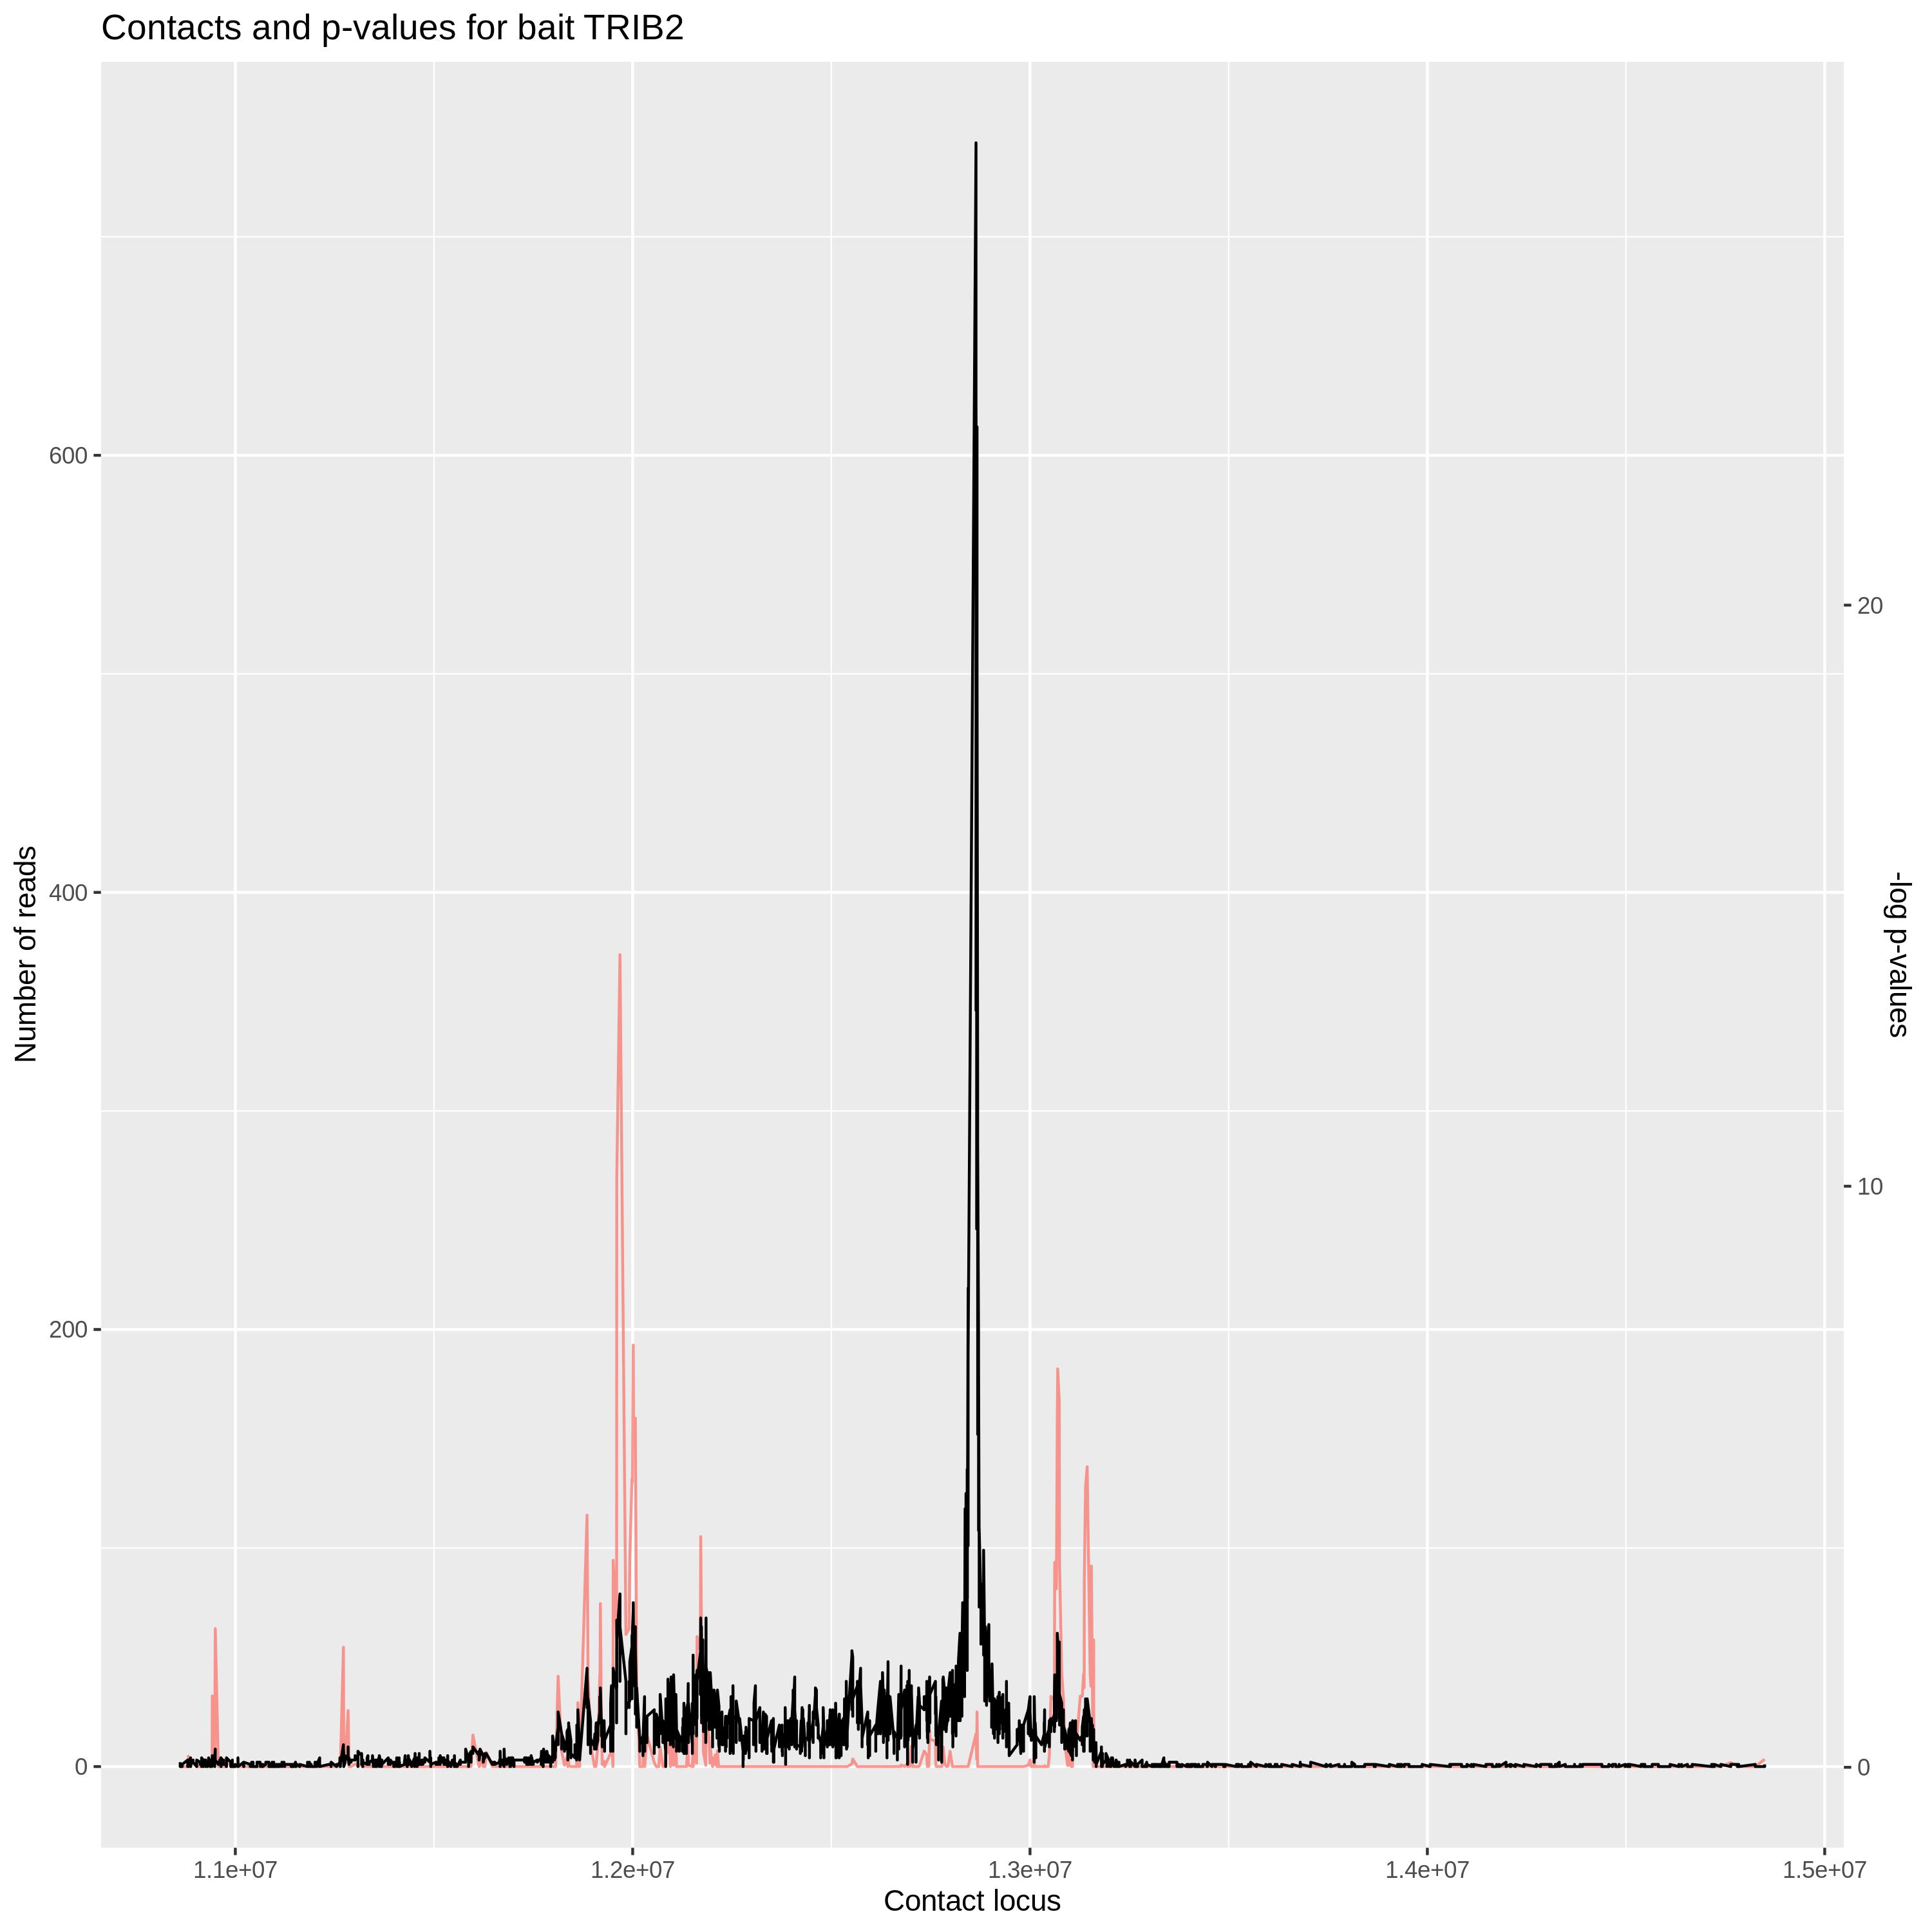 Contacts and p-values for bait TRIB2
Number of reads
600
400
200
0
20
10
0
-log p-values
1.1e+07
1.2e+07
1.3e+07
1.4e+07
1.5e+07
Contact locus